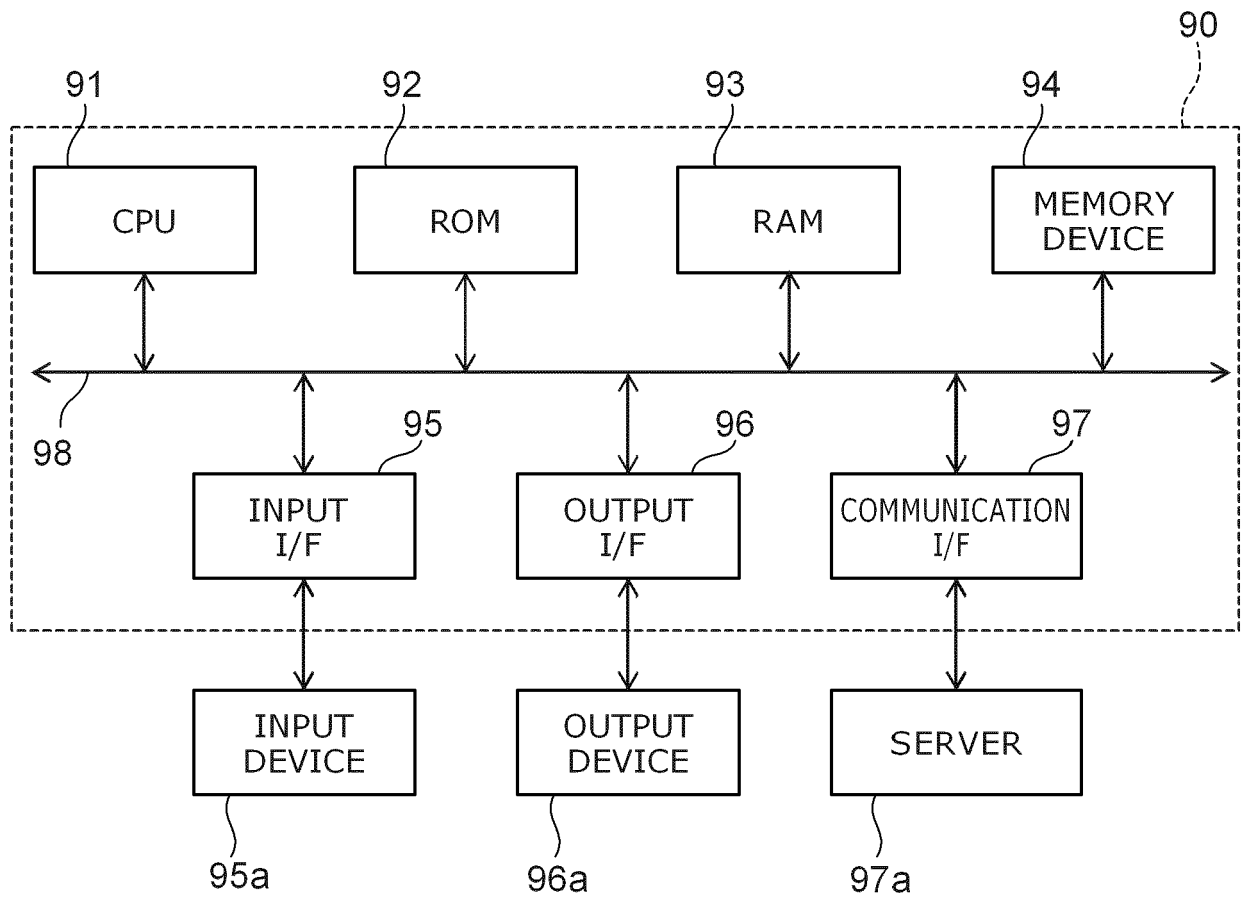 90
91
92
93
94
CPU
ROM
RAM
MEMORY
DEVICE
98
95
96
97
INPUT
I/F
OUTPUT
I/F
COMMUNICATION
I/F
INPUT
DEVICE
OUTPUT
DEVICE
SERVER
95a
96a
97a